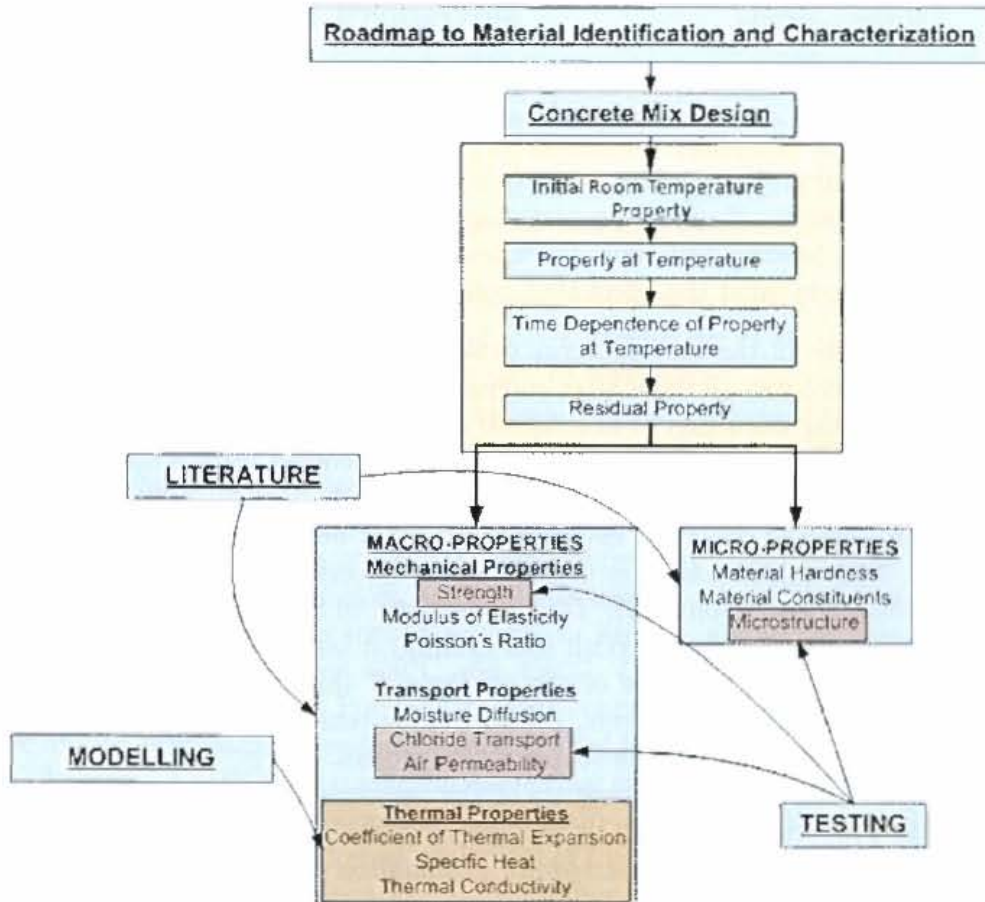 Roadmap to Material Identification and Characterization
Concrete Mix Design
Initial Room Temperature
Property
Property at Temperature
Time Dependence of Property
at Temperature
Residual Property
LITERATURE
MACRO-PROPERTIES
Mechanical Properties
Strength
Modulus of Elasticity
Poisson's Ratio
Transport Properties
Moisture Diffusion
Chloride Transport
Air Permeability
Thermal Properties
Coefficient of Thermal Expansion
Specific Heat
Thermal Conductivity
MICRO-PROPERTIES
Material Hardness
Material Constituents
Microstructure
MODELLING
TESTING